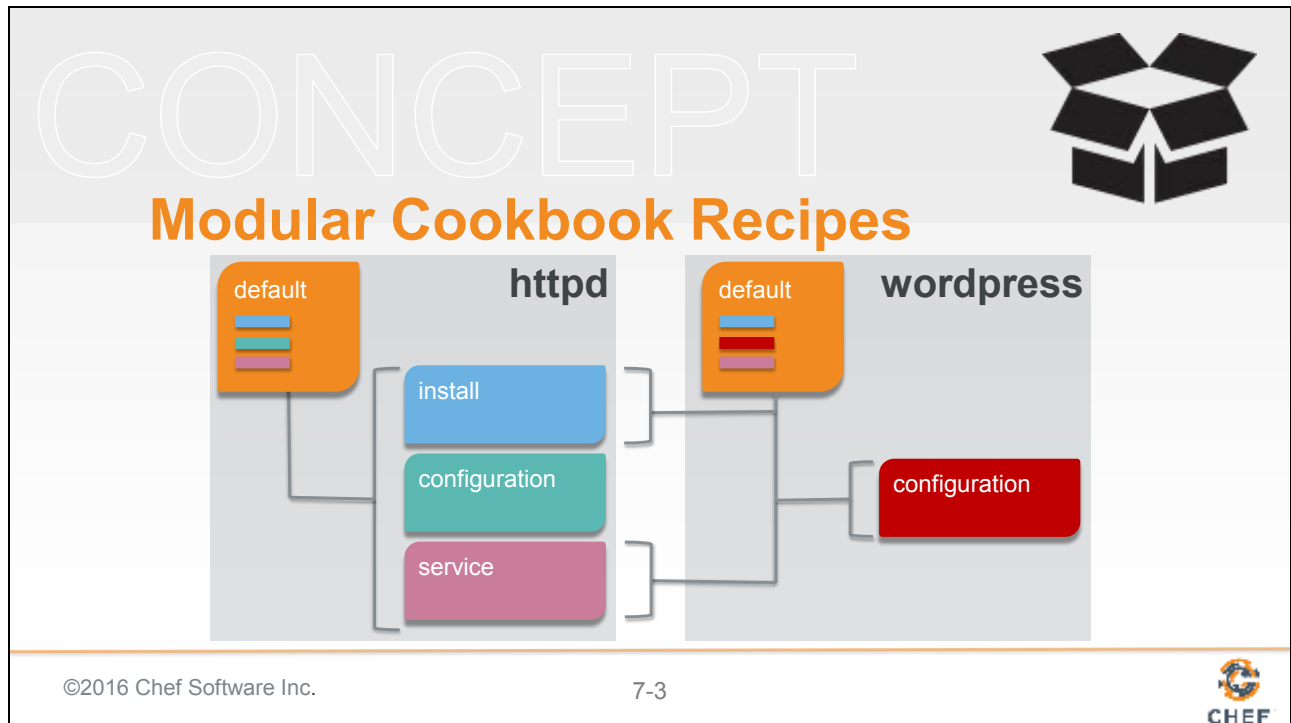 CONCEPT
Modular Cookbook Recipes
default
httpd
default
wordpress
install
configuration
configuration
service
©2016 Chef Software Inc.
7-3
CHEF